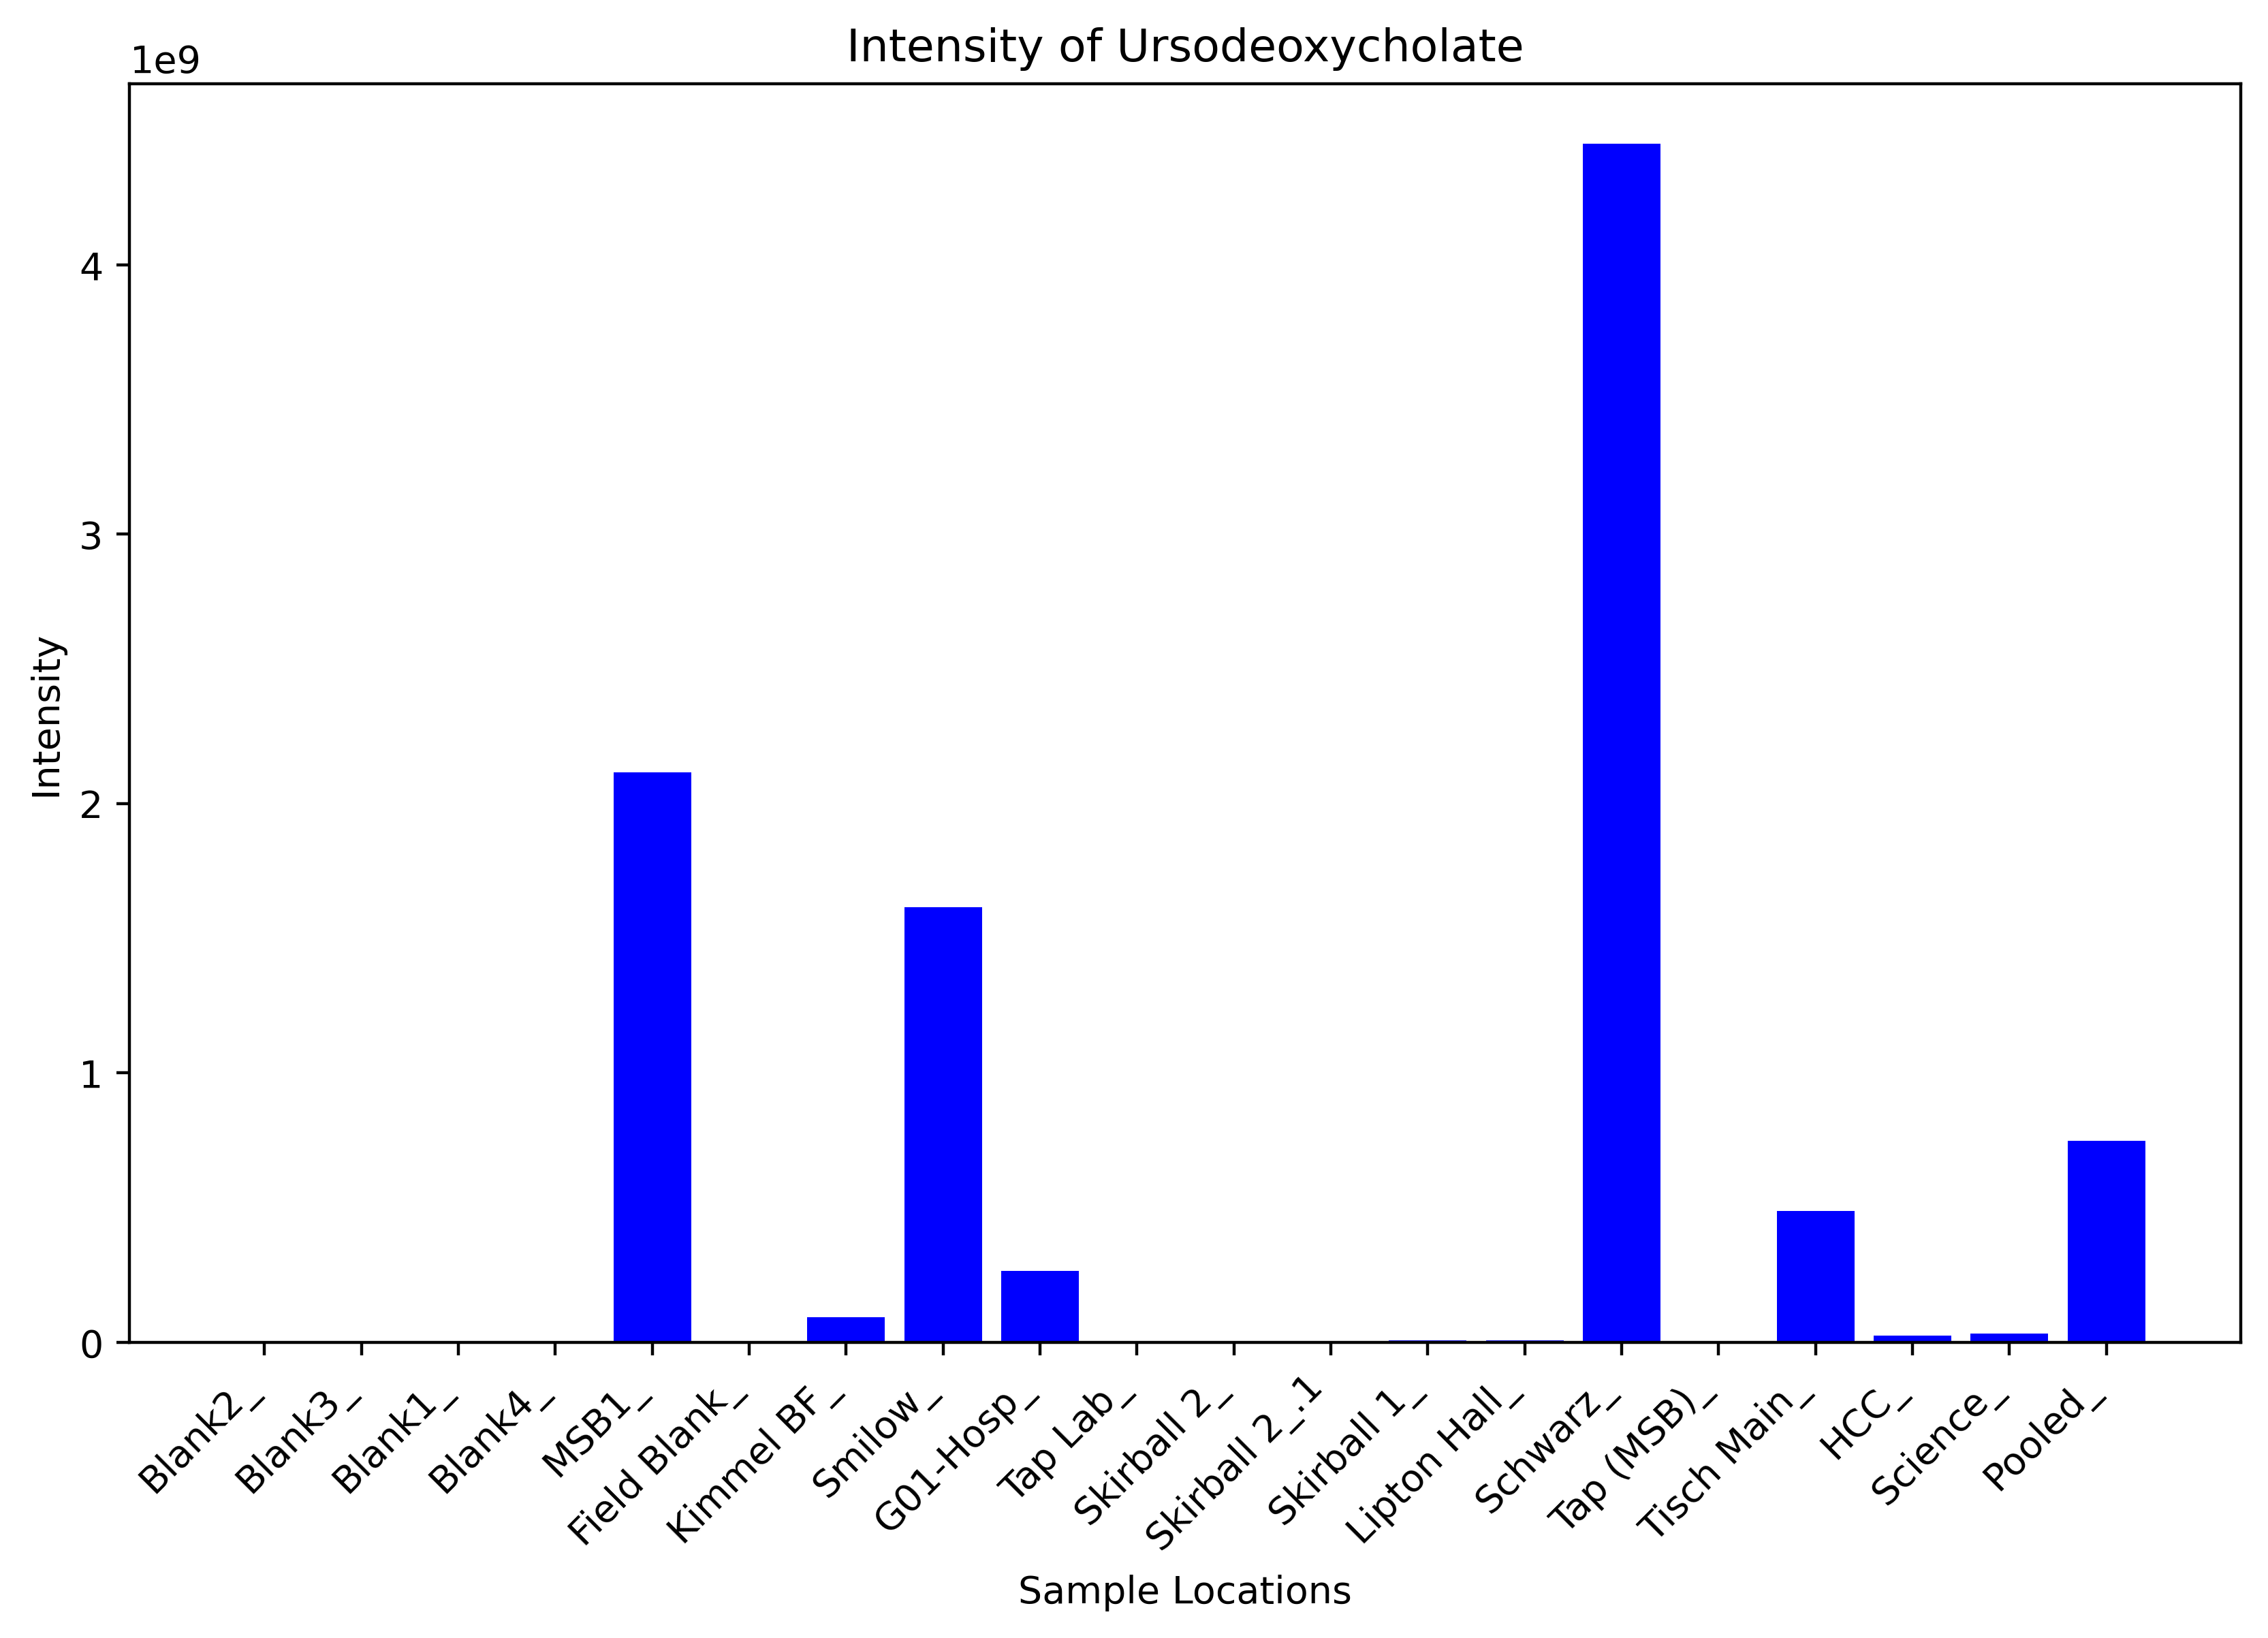 Intensity of Ursodeoxycholate
1e9
4
3
2
1
0
Intensity
Blank2_
Blank3_
Blank1_
Blank4_
MSB1_
Field Blank_
Kimmel BF_
Smilow_
G01-Hosp_
Tap Lab_
Skirball 2_
Skirball 2_.1
Skirball 1_
Lipton Hall_
Schwarz_
Tap (MSB)_
Tisch Main_
HCC_
Science_
Pooled_
Sample Locations